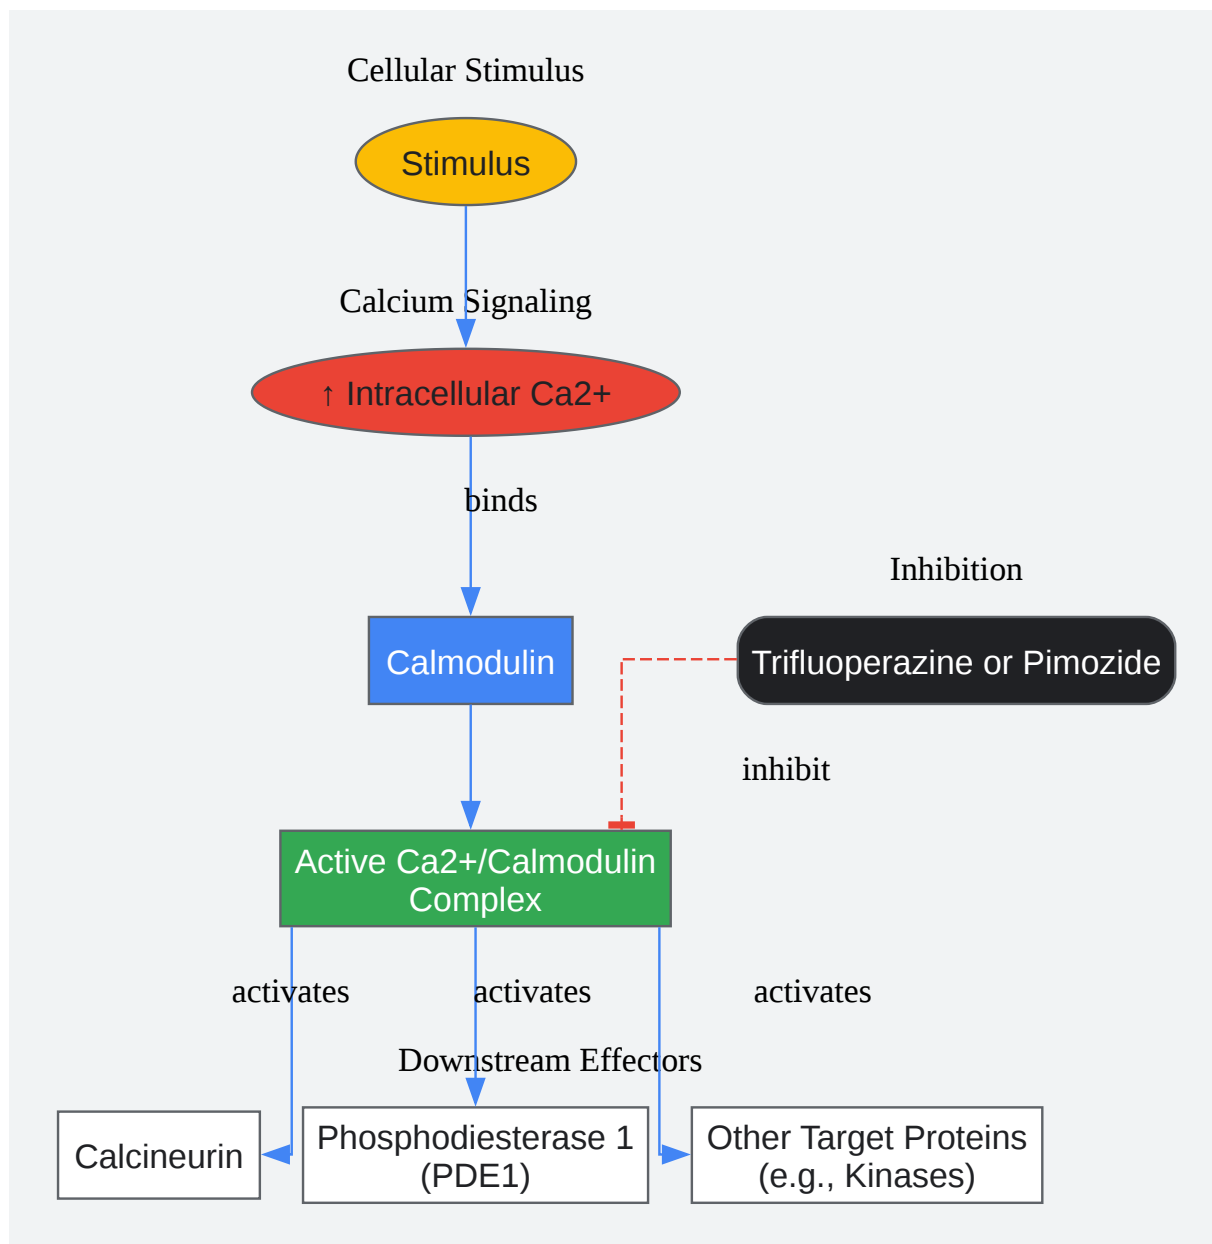 Cellular Stimulus
Stimulus
Calcium Signaling
↑ Intracellular Ca2+
binds
Inhibition
Calmodulin
Trifluoperazine or Pimozide
inhibit
Active Ca2+/Calmodulin
Complex
activates
activates
activates
Downstream Effectors
Calcineurin
Phosphodiesterase 1
(PDE1)
Other Target Proteins
(e.g., Kinases)